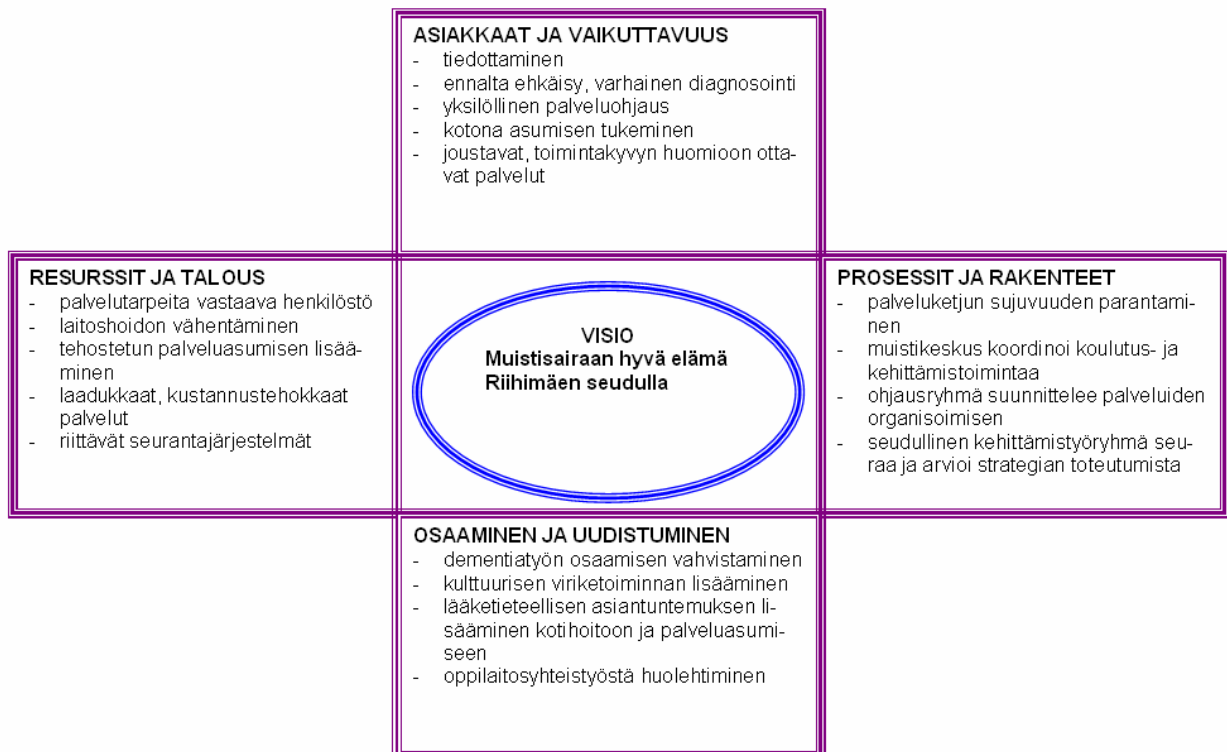 ASIAKKAAT JA VAIKUTTAVUUS
- tiedottaminen
- ennalta ehkäisy, varhainen diagnosointi
- yksilöllinen palveluohjaus
- kotona asumisen tukeminen
- joustavat, toimintakyvyn huomioon otta-
vat palvelut
RESURSSIT JA TALOUS
- palvelutarpeita vastaava henkilöstö
- laitoshoidon vähentäminen
- tehostetun palveluasumisen lisää-
minen
- laadukkaat, kustannustehokkaat
palvelut
- riittävät seurantajärjestelmät
VISIO
Muistisairaan hyvä elämä
Riihimäen seudulla
PROSESSIT JA RAKENTEET
- palveluketjun sujuvuuden parantami-
nen
- muistikeskus koordinoi koulutus- ja
kehittämistoimintaa
- ohjausryhmä suunnittelee palveluiden
organisoimisen
- seudullinen kehittämistyöryhmä seu-
raa ja arvioi strategian toteutumista
OSAAMINEN JA UUDISTUMINEN
- dementiatyön osaamisen vahvistaminen
- kulttuurisen viriketoiminnan lisääminen
- lääketieteellisen asiantuntemuksen li-
sääminen kotihoitoon ja palveluasumi-
seen
- oppilaitosyhteistyöstä huolehtiminen